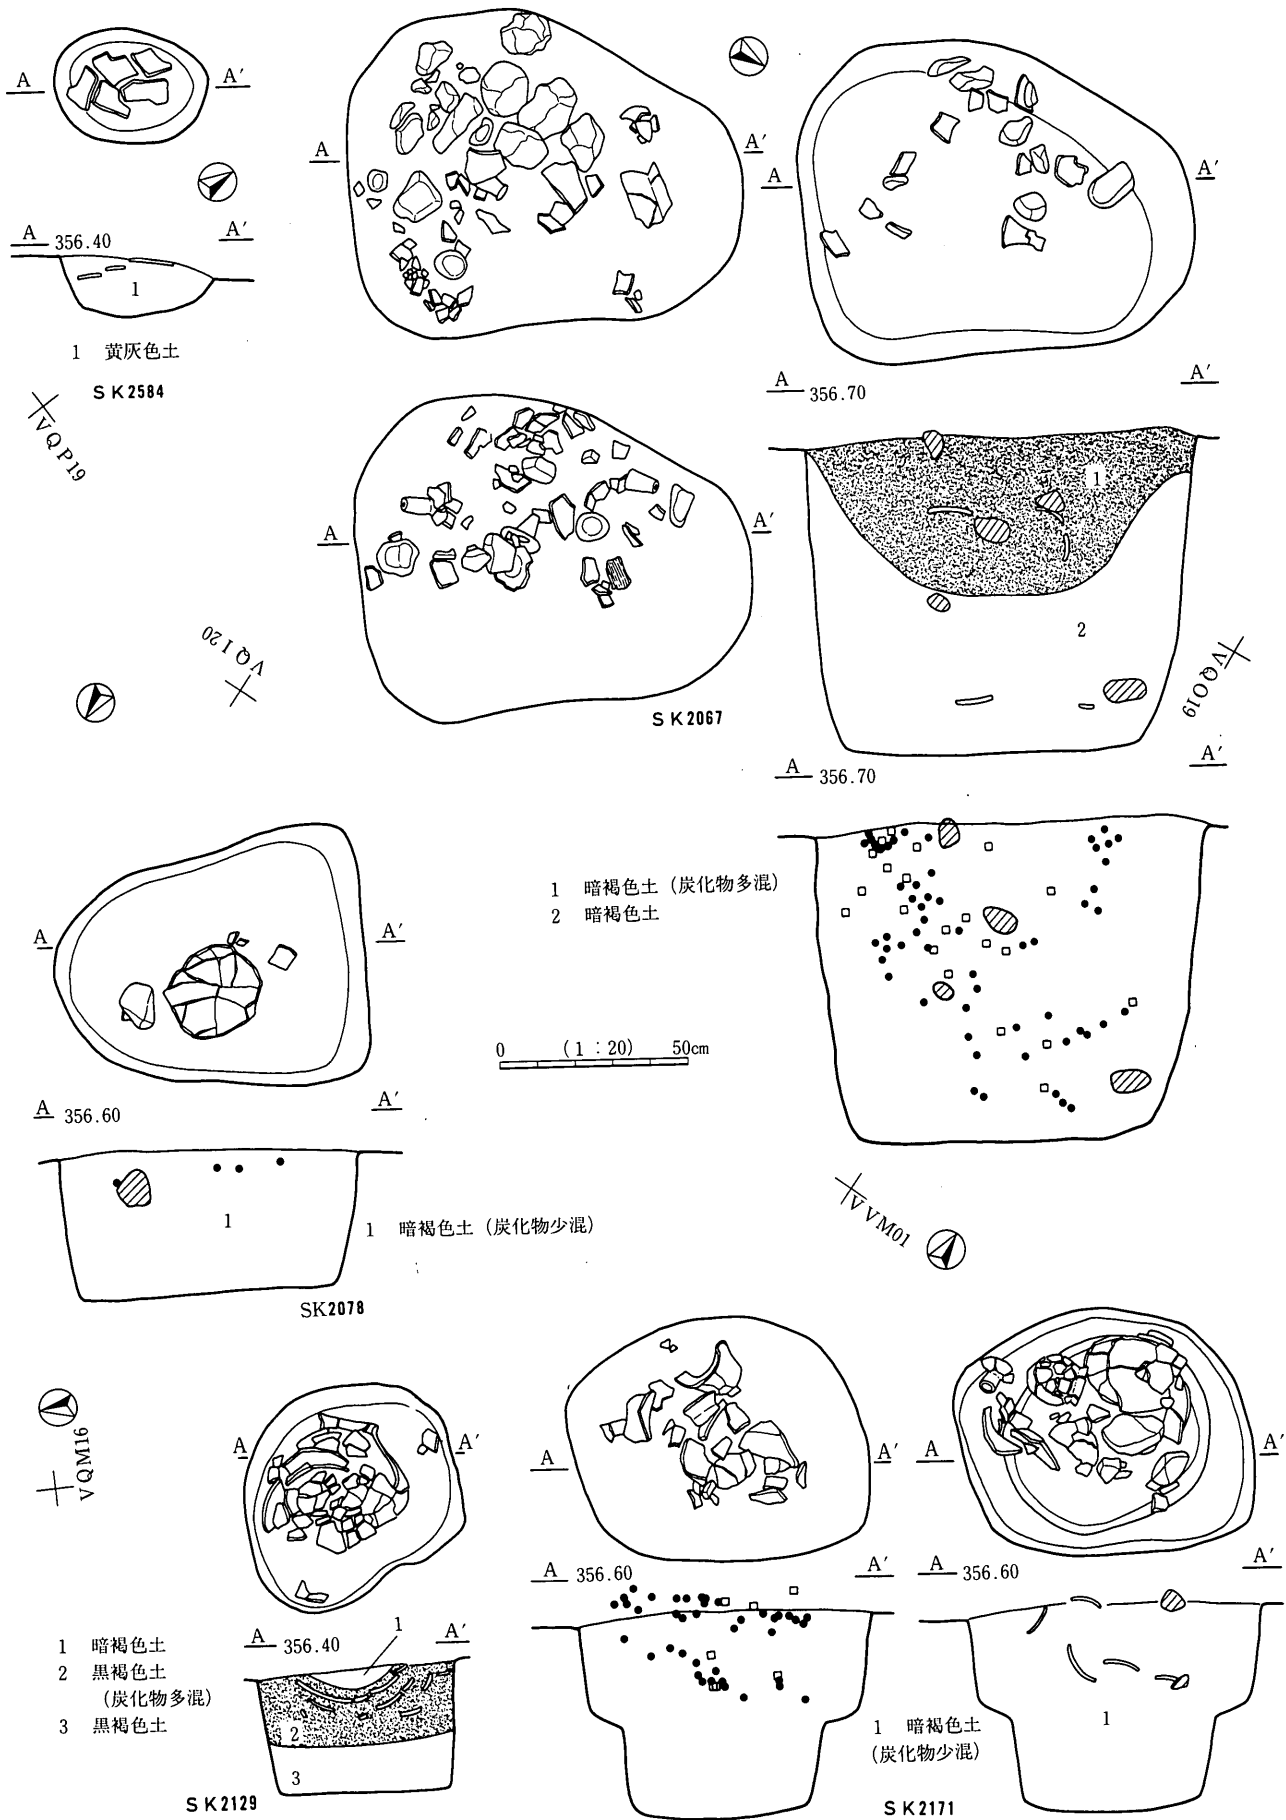 A A′
A 356.40 A′
1
1 黄灰色土
SK2584
VQP19
A A′
A A′
A 356.70 A′
1
2
A A′
SK2067
VQI20
VQO19
A 356.70 A′
1 暗褐色土 (炭化物多混)
2 暗褐色土
A A′
0 (1:20) 50cm
A 356.60 A′
1
1 暗褐色土 (炭化物少混)
SK2078
VVM01
VQM16
A A′
A A′
A A′
A 356.60 A′
A 356.60 A′
1
1 暗褐色土
2 黒褐色土
(炭化物多混)
3 黒褐色土
A 356.40 A′
1
2
3
SK2129
1 暗褐色土
(炭化物少混)
SK2171